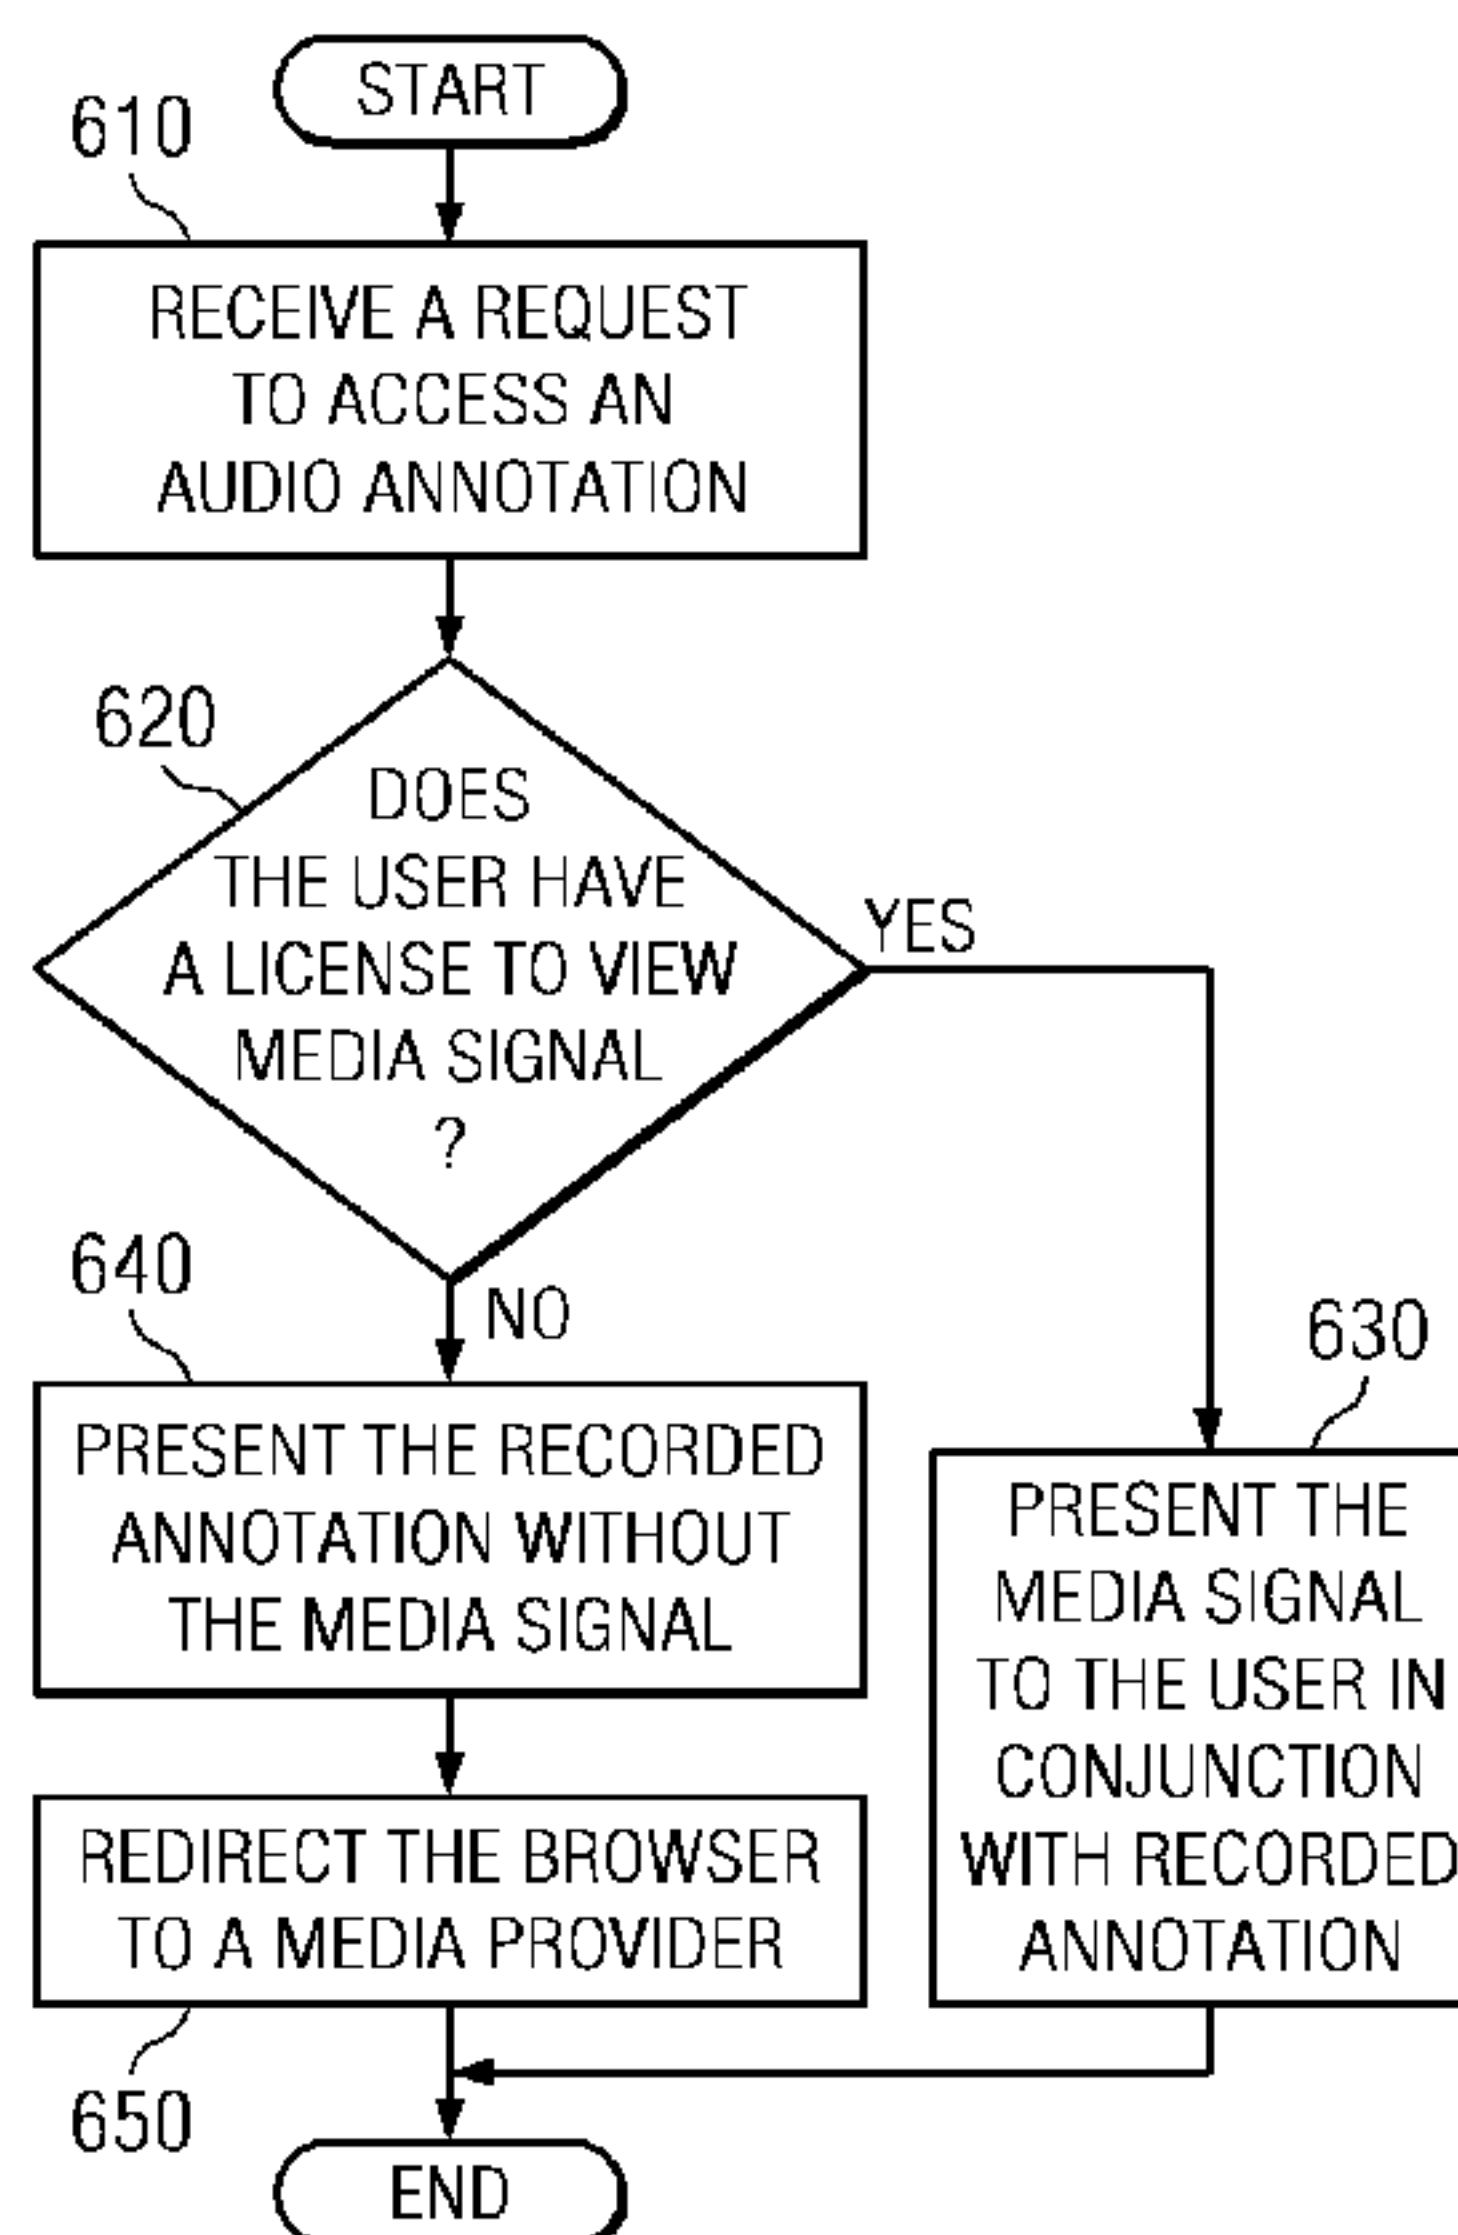 START
610
RECEIVE A REQUEST
TO ACCESS AN
AUDIO ANNOTATION
620
DOES
THE USER HAVE
A LICENSE TO VIEW
MEDIA SIGNAL
?
YES
NO
640
PRESENT THE RECORDED
ANNOTATION WITHOUT
THE MEDIA SIGNAL
630
PRESENT THE
MEDIA SIGNAL
TO THE USER IN
CONJUNCTION
WITH RECORDED
ANNOTATION
REDIRECT THE BROWSER
TO A MEDIA PROVIDER
650
END